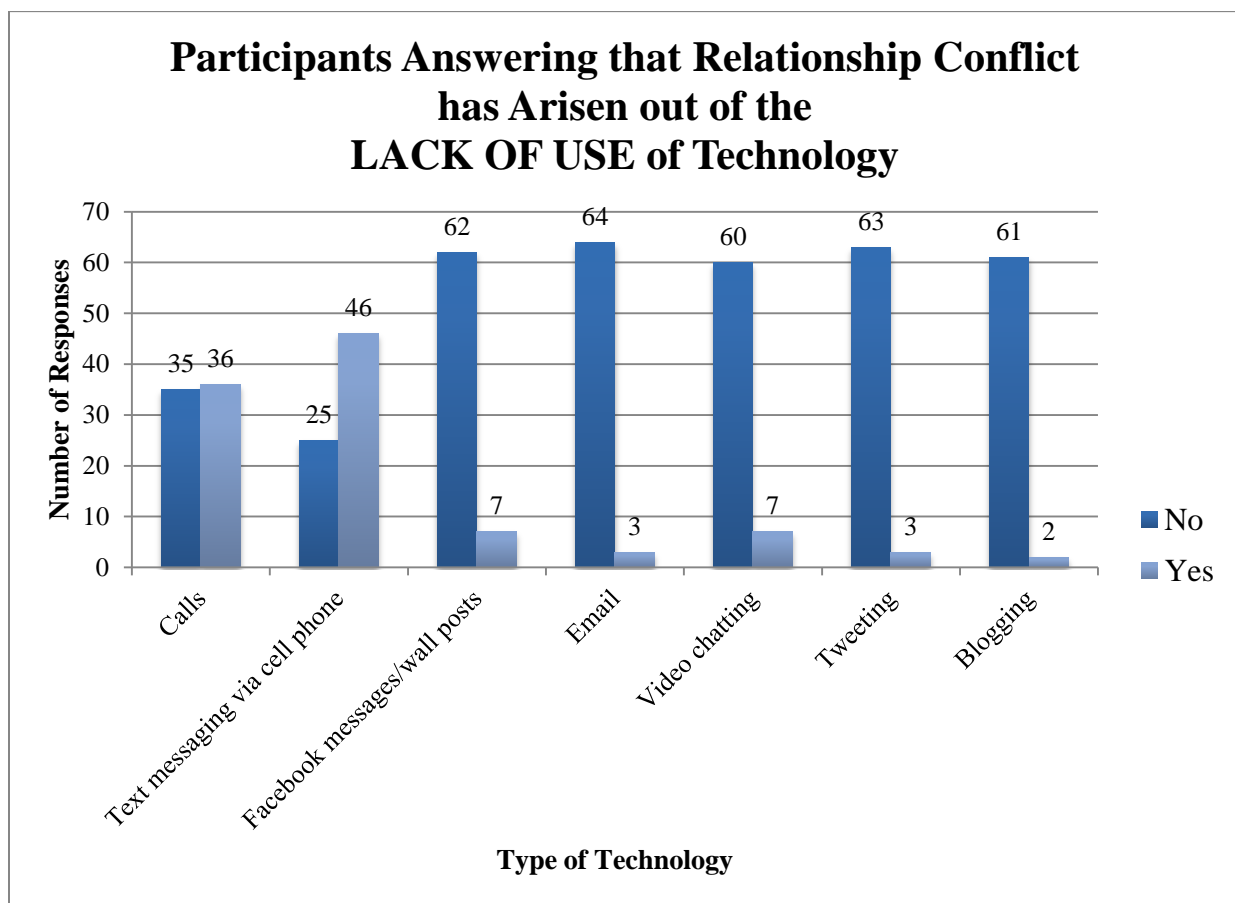 Participants Answering that Relationship Conflict
has Arisen out of the
LACK OF USE of Technology
Number of Responses
70
60
50
40
30
20
10
0
35
36
25
46
62
7
64
3
60
7
63
3
61
2
No
Yes
Calls
Text messaging via cell phone
Facebook messages/wall posts
Email
Video chatting
Tweeting
Blogging
Type of Technology